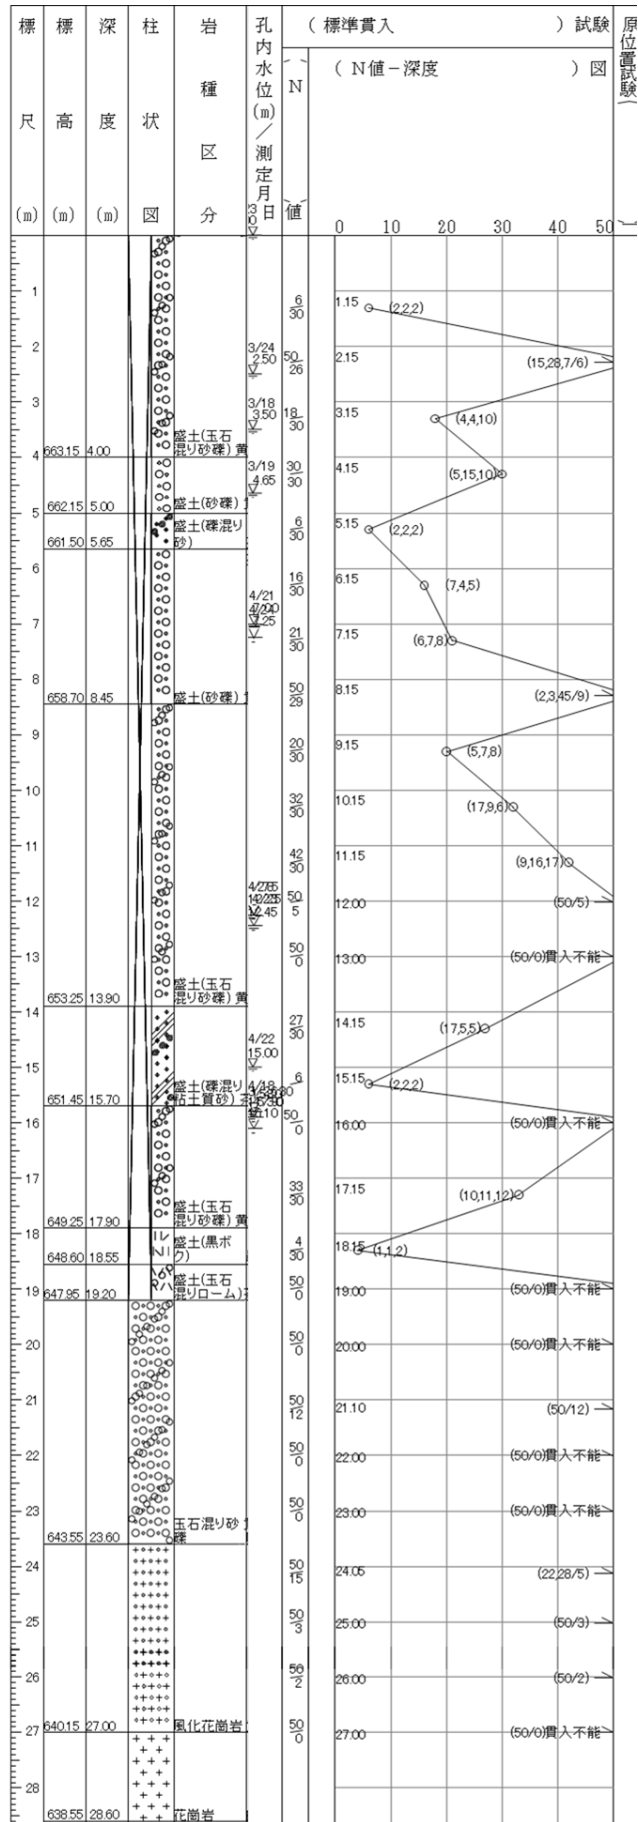 標尺(m)
標高(m)
深度(m)
柱状図
岩種区分
孔内水位(m)／測定月日
(標準貫入)試験
N値
(N値－深度)図
原位置試験
0 10 20 30 40 50
1 6/30 1.15 (2,2,2)
2 3/24 2.50 50/26 2.15 (15,28,7/6)
3 3/18 3.50 18/30 3.15 (4,4,10)
盛土(玉石
663.15 4.00 混り砂礫) 黄
4 3/19 4.65 30/30 4.15 (5,15,10)
662.15 5.00 盛土(砂礫)
5 6/30 5.15 (2,2,2)
盛土(礫混り
661.50 5.65 砂)
6 16/30 6.15 (7,4,5)
4/21
7 7.25 21/30 7.15 (6,7,8)
8 50/29 8.15 (2,3,45/9)
658.70 8.45 盛土(砂礫)
9 20/30 9.15 (5,7,8)
10 32/30 10.15 (17,9,6)
11 42/30 11.15 (9,16,17)
12 12.45 50/5 12.00 (50/5)
13 50/0 13.00 (50/0)貫入不能
盛土(玉石
653.25 13.90 混り砂礫) 黄
14 27/30 14.15 (17,5,5)
4/22
15.00
15 6 15.15 (2,2,2)
盛土(礫混り 4/18
651.45 15.70 粘土質砂)
16 50/0 16.00 (50/0)貫入不能
17 33/30 17.15 (10,11,12)
盛土(玉石
649.25 17.90 混り砂礫) 黄
18 4/30 18.15 (1,1,2)
盛土(黒ボ
648.60 18.55 ク)
盛土(玉石
647.95 19.20 混りローム)
19 50/0 19.00 (50/0)貫入不能
20 50/0 20.00 (50/0)貫入不能
21 50/12 21.10 (50/12)
22 50/0 22.00 (50/0)貫入不能
23 50/0 23.00 (50/0)貫入不能
玉石混り砂
643.55 23.60 礫
24 50/15 24.05 (22,28/5)
25 50/3 25.00 (50/3)
26 50/2 26.00 (50/2)
640.15 27.00 風化花崗岩
27 50/0 27.00 (50/0)貫入不能
28
638.55 28.60 花崗岩